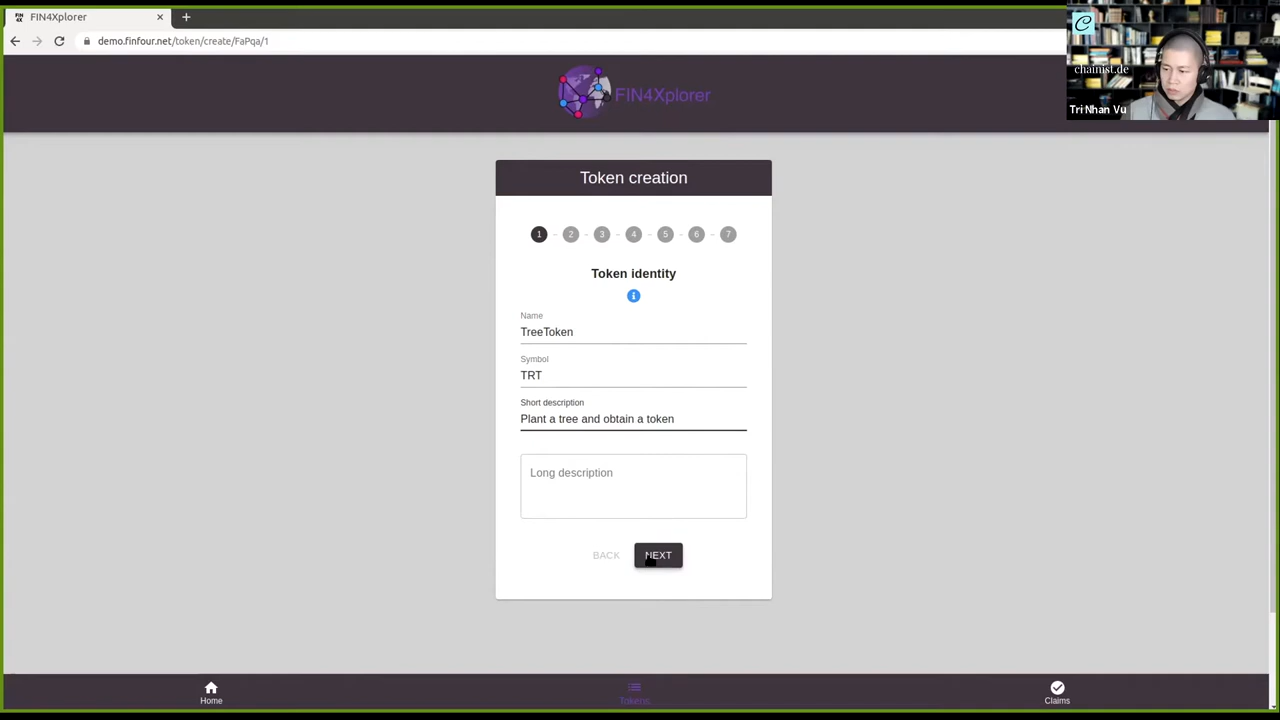 FIN
4X
FIN4Xplorer
demo.finfour.net/token/create/FaPqa/1
C
chainist.de
Tri Nhan Vu
FIN4Xplorer
Token creation
1 2 3 4 5 6 7
Token identity
i
Name
TreeToken
Symbol
TRT
Short description
Plant a tree and obtain a token
Long description
BACK NEXT
Home Tokens Claims